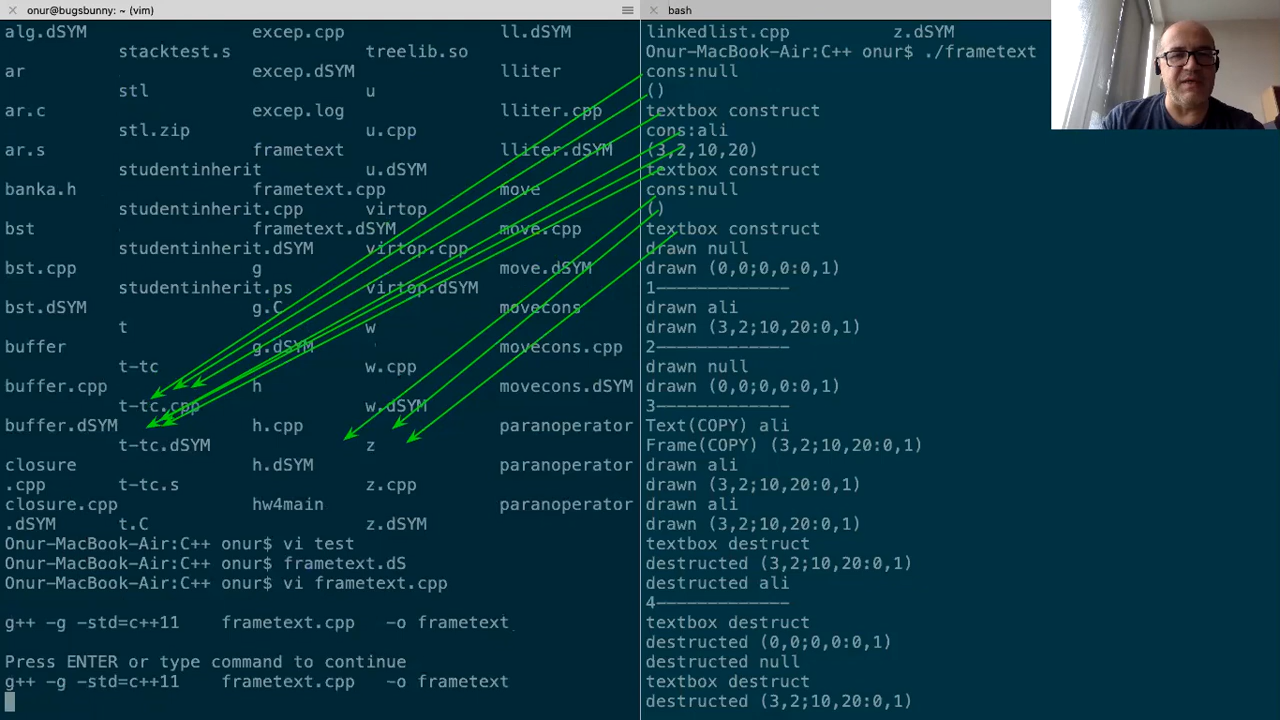 onur@bugsbunny: ~ (vim)
alg.dSYM excep.cpp ll.dSYM
stacktest.s treelib.so
ar excep.dSYM lliter
stl u
ar.c excep.log lliter.cpp
stl.zip u.cpp
ar.s frametext lliter.dSYM
studentinherit u.dSYM
banka.h frametext.cpp move
studentinherit.cpp virtop
bst frametext.dSYM move.cpp
studentinherit.dSYM virtop.cpp
bst.cpp g move.dSYM
studentinherit.ps virtop.dSYM
bst.dSYM g.C movecons
t w
buffer g.dSYM movecons.cpp
t-tc w.cpp
buffer.cpp h movecons.dSYM
t-tc.cpp w.dSYM
buffer.dSYM h.cpp paranoperator
t-tc.dSYM z
closure h.dSYM paranoperator
.cpp t-tc.s z.cpp
closure.cpp hw4main paranoperator
.dSYM t.C z.dSYM
Onur-MacBook-Air:C++ onur$ vi test
Onur-MacBook-Air:C++ onur$ frametext.dS
Onur-MacBook-Air:C++ onur$ vi frametext.cpp
g++ -g -std=c++11 frametext.cpp -o frametext
Press ENTER or type command to continue
g++ -g -std=c++11 frametext.cpp -o frametext
bash
linkedlist.cpp z.dSYM
Onur-MacBook-Air:C++ onur$ ./frametext
cons:null
()
textbox construct
cons:ali
(3,2,10,20)
textbox construct
cons:null
()
textbox construct
drawn null
drawn (0,0;0,0:0,1)
1-------------
drawn ali
drawn (3,2;10,20:0,1)
2-------------
drawn null
drawn (0,0;0,0:0,1)
3-------------
Text(COPY) ali
Frame(COPY) (3,2;10,20:0,1)
drawn ali
drawn (3,2;10,20:0,1)
drawn ali
drawn (3,2;10,20:0,1)
textbox destruct
destructed (3,2;10,20:0,1)
destructed ali
4-------------
textbox destruct
destructed (0,0;0,0:0,1)
destructed null
textbox destruct
destructed (3,2;10,20:0,1)